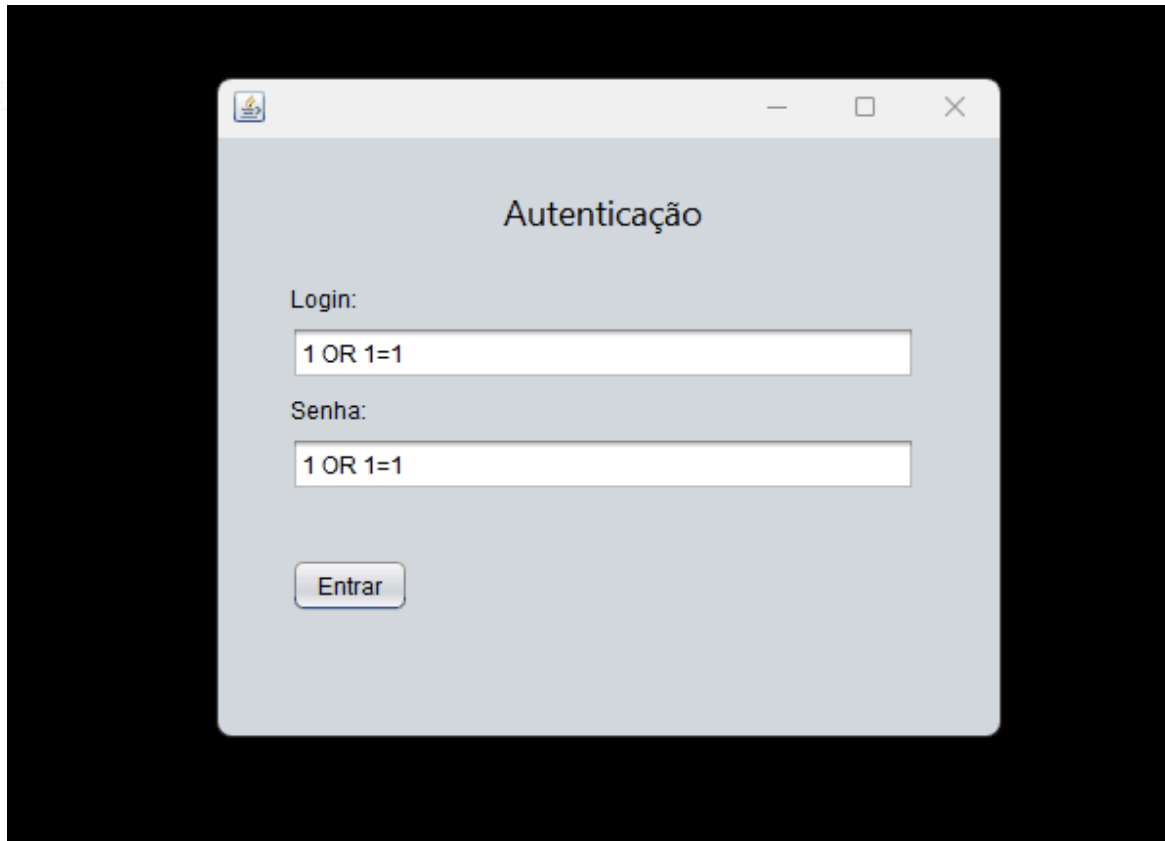 Autenticação
Login:
1 OR 1=1
Senha:
1 OR 1=1
Entrar